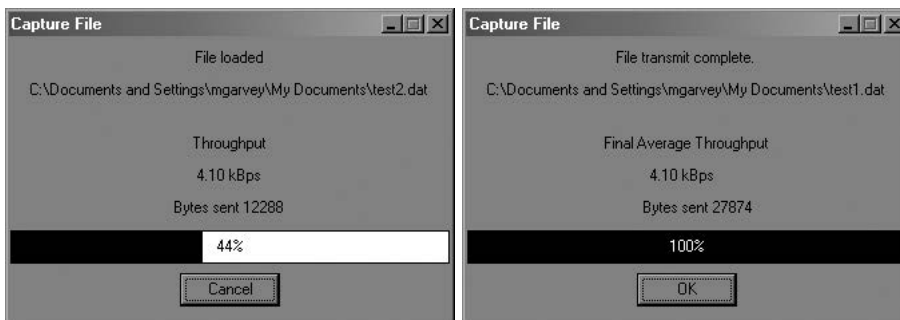 Capture File
File loaded
C:\Documents and Settings\mgarvey\My Documents\test2.dat
Throughput
4.10 kBps
Bytes sent 12288
44%
Cancel
Capture File
File transmit complete.
C:\Documents and Settings\mgarvey\My Documents\test1.dat
Final Average Throughput
4.10 kBps
Bytes sent 27874
100%
OK